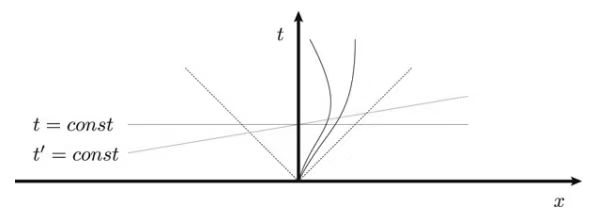 t
t = const
t′ = const
x